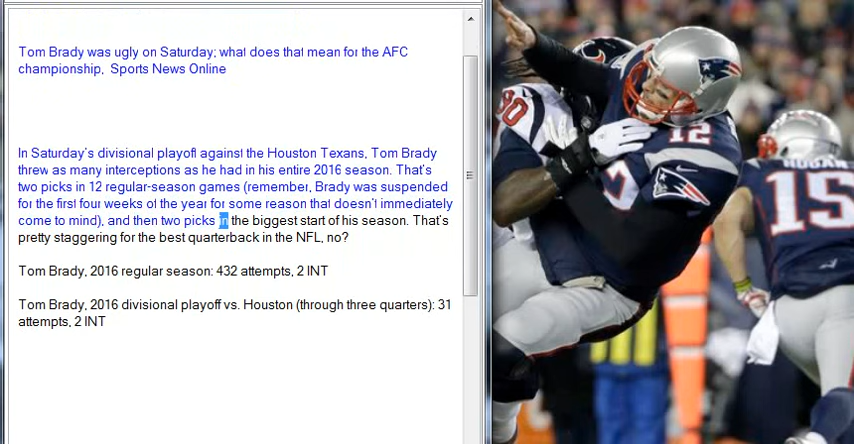 Tom Brady was ugly on Saturday; what does that mean for the AFC
championship, Sports News Online
In Saturday's divisional playoff against the Houston Texans, Tom Brady
threw as many interceptions as he had in his entire 2016 season. That's
two picks in 12 regular-season games (remember, Brady was suspended
for the first four weeks of the year for some reason that doesn't immediately
come to mind), and then two picks in the biggest start of his season. That's
pretty staggering for the best quarterback in the NFL, no?
Tom Brady, 2016 regular season: 432 attempts, 2 INT
Tom Brady, 2016 divisional playoff vs. Houston (through three quarters): 31
attempts, 2 INT
90
12
HOGAN
15